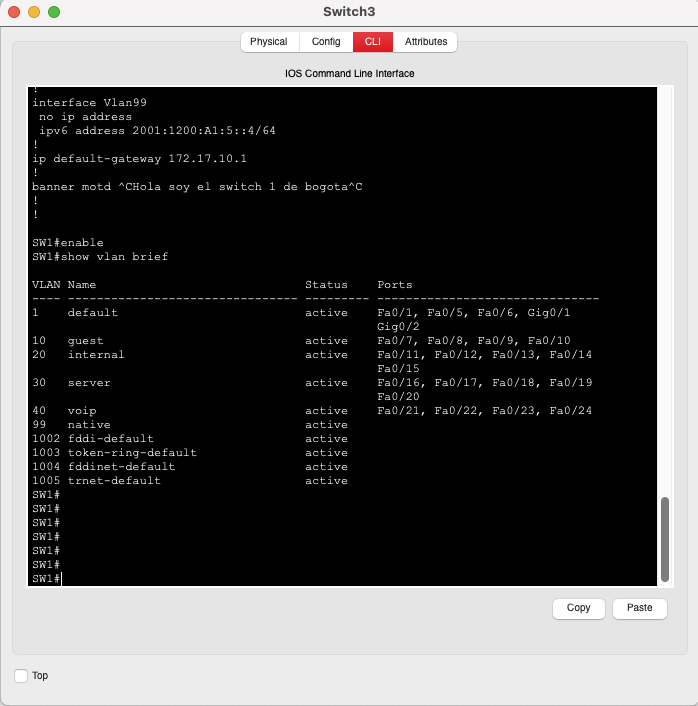 Switch3
Physical Config CLI Attributes
IOS Command Line Interface
!
interface Vlan99
 no ip address
 ipv6 address 2001:1200:A1:5::4/64
!
ip default-gateway 172.17.10.1
!
banner motd ^CHola soy el switch 1 de bogota^C
!
!
SW1#enable
SW1#show vlan brief
VLAN Name                             Status    Ports
---- -------------------------------- --------- -------------------------------
1    default                          active    Fa0/1, Fa0/5, Fa0/6, Gig0/1
                                                Gig0/2
10   guest                            active    Fa0/7, Fa0/8, Fa0/9, Fa0/10
20   internal                         active    Fa0/11, Fa0/12, Fa0/13, Fa0/14
                                                Fa0/15
30   server                           active    Fa0/16, Fa0/17, Fa0/18, Fa0/19
                                                Fa0/20
40   voip                             active    Fa0/21, Fa0/22, Fa0/23, Fa0/24
99   native                           active
1002 fddi-default                     active
1003 token-ring-default               active
1004 fddinet-default                  active
1005 trnet-default                    active
SW1#
SW1#
SW1#
SW1#
SW1#
SW1#
SW1#
Copy Paste
Top